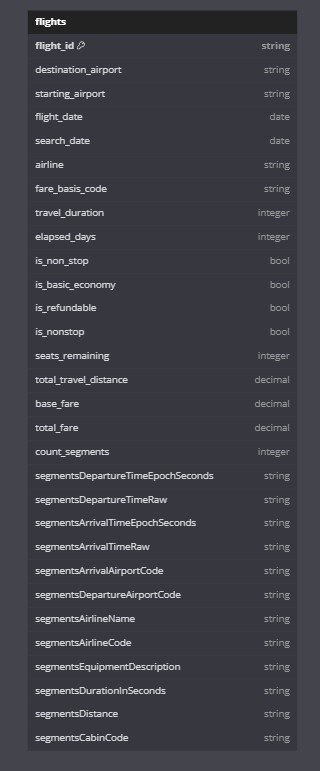 flights
flight_id string
destination_airport string
starting_airport string
flight_date date
search_date date
airline string
fare_basis_code string
travel_duration integer
elapsed_days integer
is_non_stop bool
is_basic_economy bool
is_refundable bool
is_nonstop bool
seats_remaining integer
total_travel_distance decimal
base_fare decimal
total_fare decimal
count_segments integer
segmentsDepartureTimeEpochSeconds string
segmentsDepartureTimeRaw string
segmentsArrivalTimeEpochSeconds string
segmentsArrivalTimeRaw string
segmentsArrivalAirportCode string
segmentsDepartureAirportCode string
segmentsAirlineName string
segmentsAirlineCode string
segmentsEquipmentDescription string
segmentsDurationInSeconds string
segmentsDistance string
segmentsCabinCode string